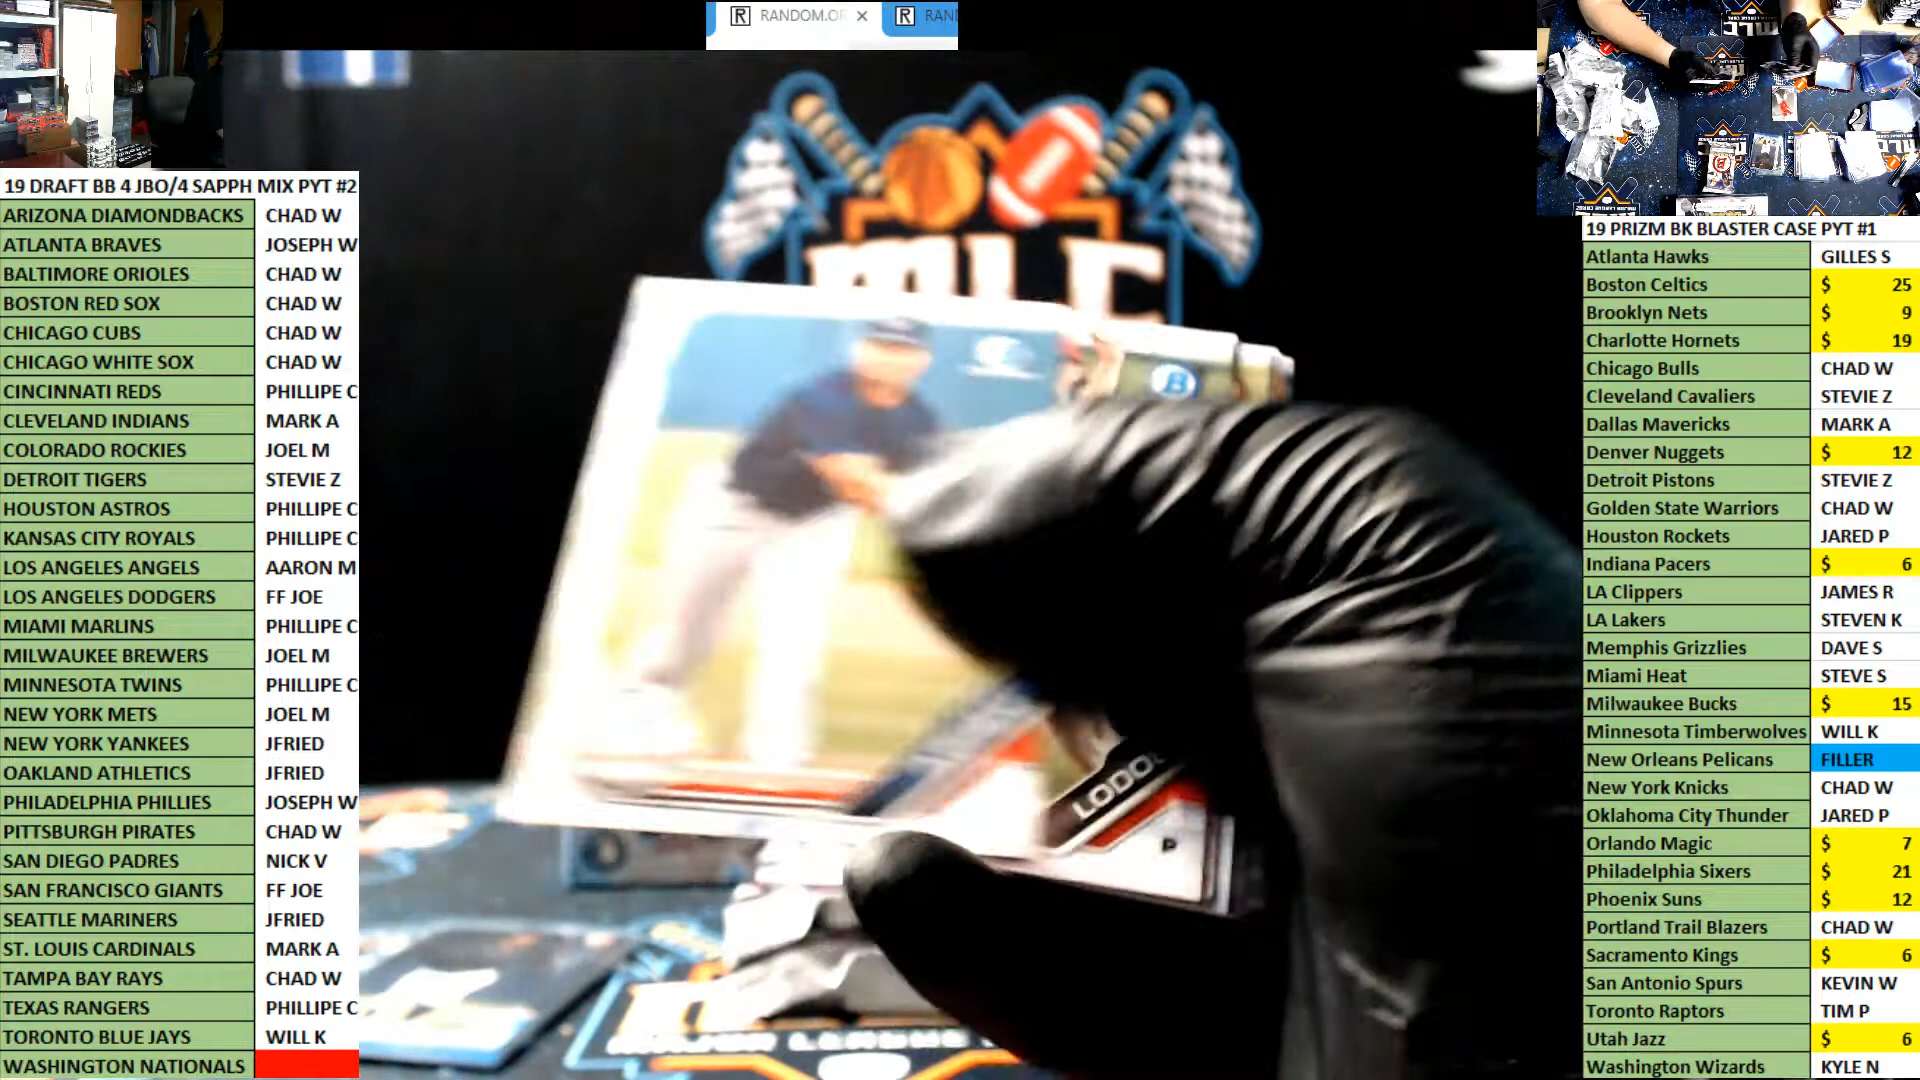 RANDOM.OR
RAND
19 DRAFT BB 4 JBO/4 SAPPH MIX PYT #2
ARIZONA DIAMONDBACKS CHAD W
ATLANTA BRAVES JOSEPH W
BALTIMORE ORIOLES CHAD W
BOSTON RED SOX CHAD W
CHICAGO CUBS CHAD W
CHICAGO WHITE SOX CHAD W
CINCINNATI REDS PHILLIPE C
CLEVELAND INDIANS MARK A
COLORADO ROCKIES JOEL M
DETROIT TIGERS STEVIE Z
HOUSTON ASTROS PHILLIPE C
KANSAS CITY ROYALS PHILLIPE C
LOS ANGELES ANGELS AARON M
LOS ANGELES DODGERS FF JOE
MIAMI MARLINS PHILLIPE C
MILWAUKEE BREWERS JOEL M
MINNESOTA TWINS PHILLIPE C
NEW YORK METS JOEL M
NEW YORK YANKEES JFRIED
OAKLAND ATHLETICS JFRIED
PHILADELPHIA PHILLIES JOSEPH W
PITTSBURGH PIRATES CHAD W
SAN DIEGO PADRES NICK V
SAN FRANCISCO GIANTS FF JOE
SEATTLE MARINERS JFRIED
ST. LOUIS CARDINALS MARK A
TAMPA BAY RAYS CHAD W
TEXAS RANGERS PHILLIPE C
TORONTO BLUE JAYS WILL K
WASHINGTON NATIONALS
MLC
LODO
P
MAJOR LEAGUE
19 PRIZM BK BLASTER CASE PYT #1
Atlanta Hawks GILLES S
Boston Celtics $ 25
Brooklyn Nets $ 9
Charlotte Hornets $ 19
Chicago Bulls CHAD W
Cleveland Cavaliers STEVIE Z
Dallas Mavericks MARK A
Denver Nuggets $ 12
Detroit Pistons STEVIE Z
Golden State Warriors CHAD W
Houston Rockets JARED P
Indiana Pacers $ 6
LA Clippers JAMES R
LA Lakers STEVEN K
Memphis Grizzlies DAVE S
Miami Heat STEVE S
Milwaukee Bucks $ 15
Minnesota Timberwolves WILL K
New Orleans Pelicans FILLER
New York Knicks CHAD W
Oklahoma City Thunder JARED P
Orlando Magic $ 7
Philadelphia Sixers $ 21
Phoenix Suns $ 12
Portland Trail Blazers CHAD W
Sacramento Kings $ 6
San Antonio Spurs KEVIN W
Toronto Raptors TIM P
Utah Jazz $ 6
Washington Wizards KYLE N